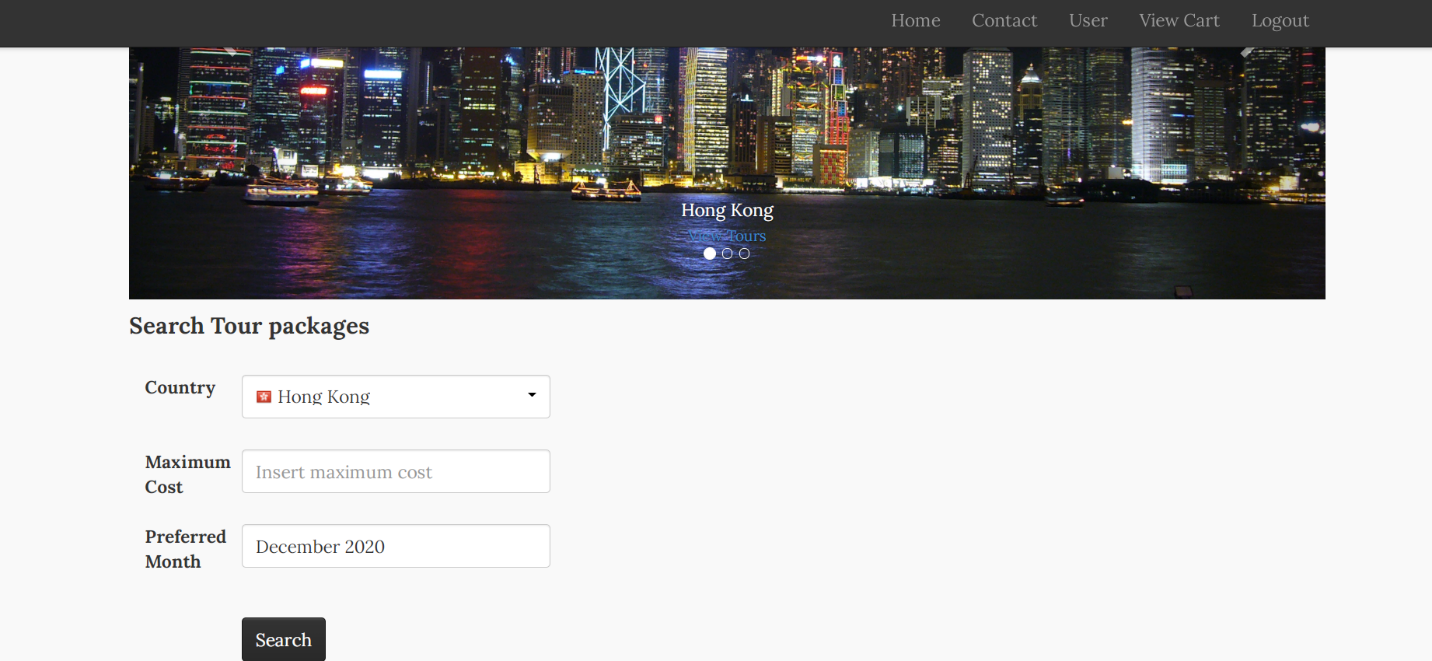 Home Contact User View Cart Logout
Hong Kong
View Tours
Search Tour packages
Country
Hong Kong
Maximum
Cost
Insert maximum cost
Preferred
Month
December 2020
Search